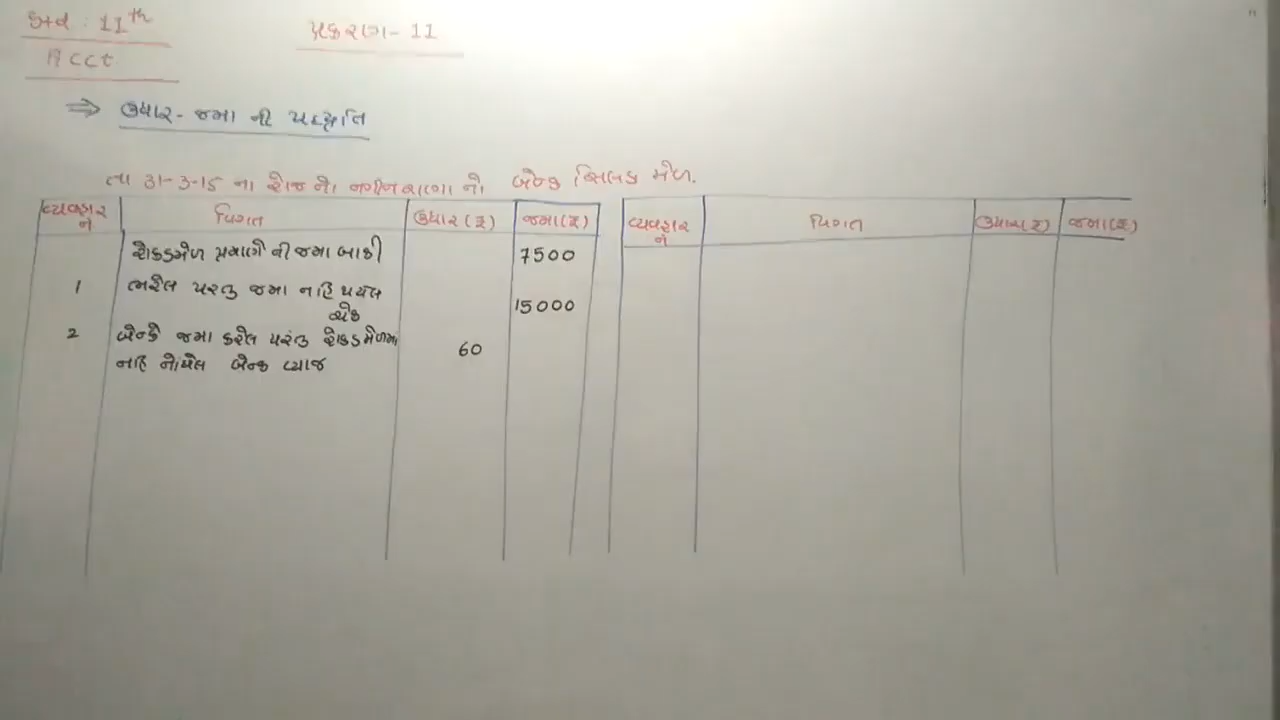 ધોરણ : 11th
પ્રકરણ - 11
Acct
⇒ ઉધાર - જમા ની પદ્ધતિ
તા 31-3-15 ના રોજ નો નગીનવાળા નો બેન્ક સિલક મેળ.
વ્યવહાર નં વિગત ઉધાર (₹) જમા (₹) વ્યવહાર નં વિગત ઉધાર (₹) જમા (₹)
રોકડમેળ પ્રમાણે ની જમા બાકી 7500
1 ભરેલ પરંતુ જમા નહિ થયેલ
ચેક 15000
2 બેન્કે જમા કરેલ પરંતુ રોકડમેળમાં 60
નહિ નોંધેલ બેન્ક વ્યાજ